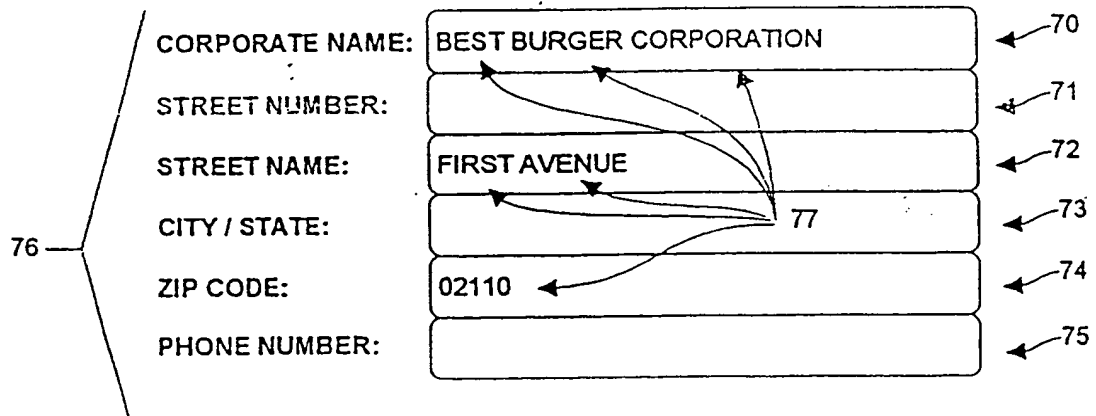 CORPORATE NAME: BEST BURGER CORPORATION 70
STREET NUMBER: 71
STREET NAME: FIRST AVENUE 72
CITY / STATE: 77 73
76
ZIP CODE: 02110 74
PHONE NUMBER: 75